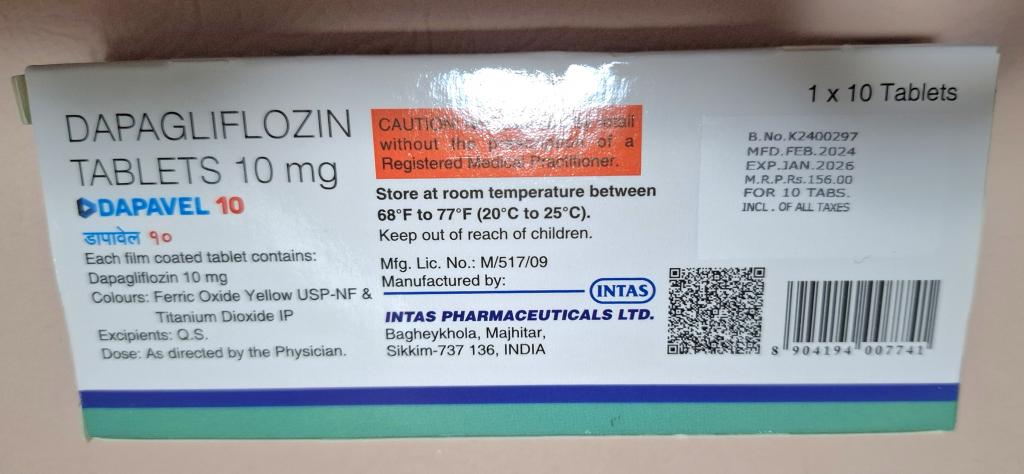 DAPAGLIFLOZIN
TABLETS 10 mg
DAPAVEL 10
डापावेल १०
Each film coated tablet contains:
Dapagliflozin 10 mg
Colours: Ferric Oxide Yellow USP-NF &
Titanium Dioxide IP
Excipients: Q.S.
Dose: As directed by the Physician.
CAUTION
without the of a
Registered Medical Practitioner.
Store at room temperature between
68°F to 77°F (20°C to 25°C).
Keep out of reach of children.
Mfg. Lic. No.: M/517/09
Manufactured by:
INTAS
INTAS PHARMACEUTICALS LTD.
Bagheykhola, Majhitar,
Sikkim-737 136, INDIA
1 x 10 Tablets
B.No.K2400297
MFD.FEB.2024
EXP.JAN.2026
M.R.P.Rs.156.00
FOR 10 TABS.
INCL. OF ALL TAXES
8 904194 007741